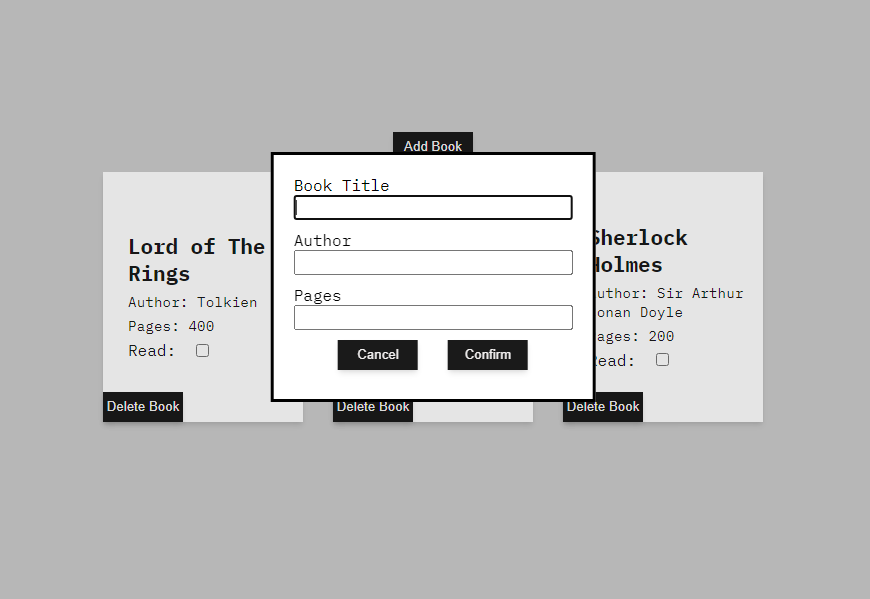 Add Book
Book Title
Author
Pages
Cancel
Confirm
Lord of The
Rings
Author: Tolkien
Pages: 400
Read:
Delete Book
Delete Book
Sherlock
Holmes
Author: Sir Arthur
Conan Doyle
Pages: 200
Read:
Delete Book